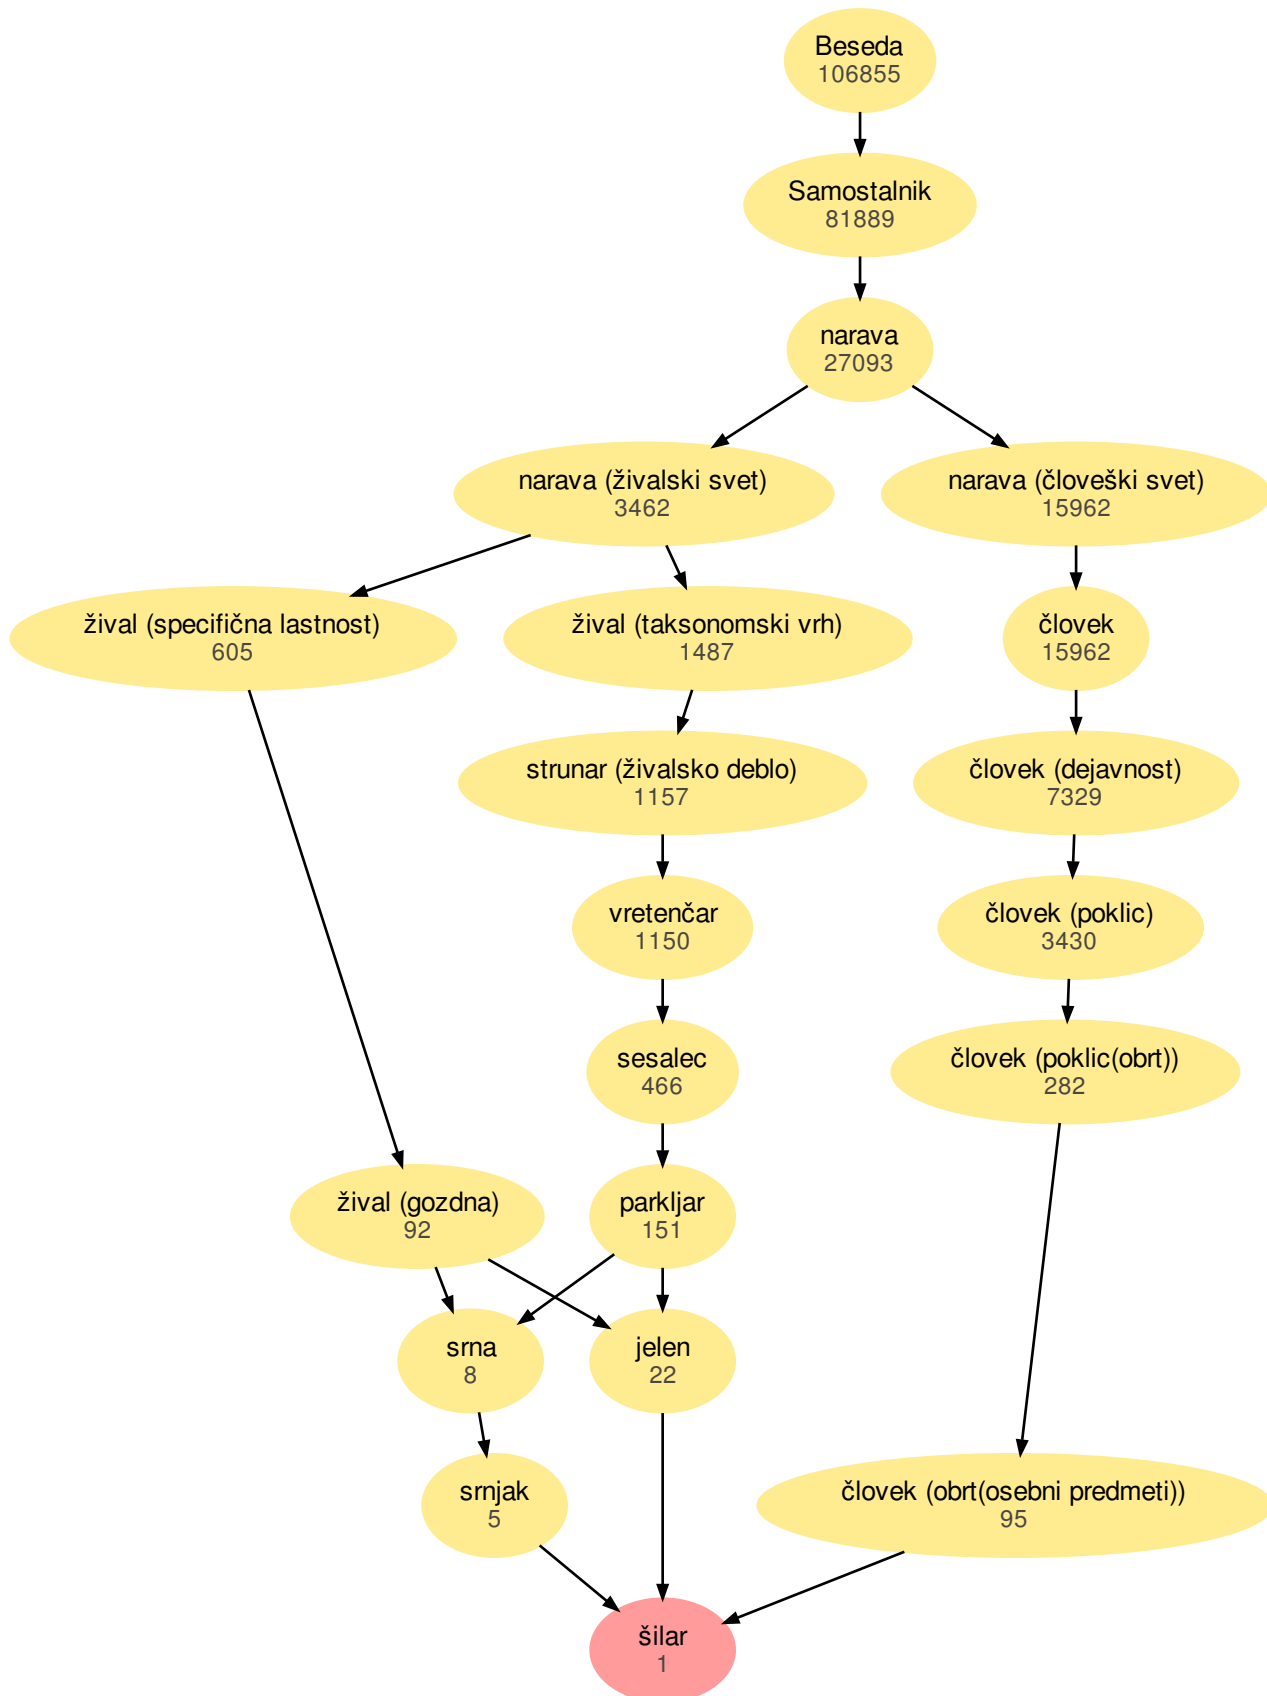 Beseda
106855
Samostalnik
81889
narava
27093
narava (živalski svet)
3462
narava (človeški svet)
15962
žival (specifična lastnost)
605
žival (taksonomski vrh)
1487
človek
15962
strunar (živalsko deblo)
1157
človek (dejavnost)
7329
vretenčar
1150
človek (poklic)
3430
sesalec
466
človek (poklic(obrt))
282
žival (gozdna)
92
parkljar
151
srna
8
jelen
22
srnjak
5
človek (obrt(osebni predmeti))
95
šilar
1